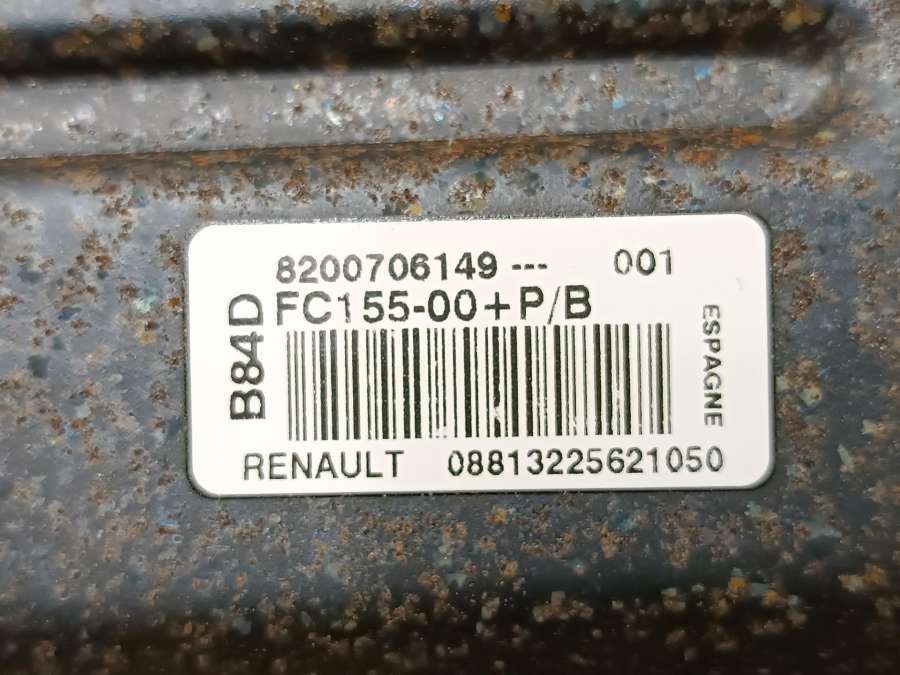 8200706149 --- 001
FC155-00+P/B
B84D
ESPAGNE
RENAULT 08813225621050